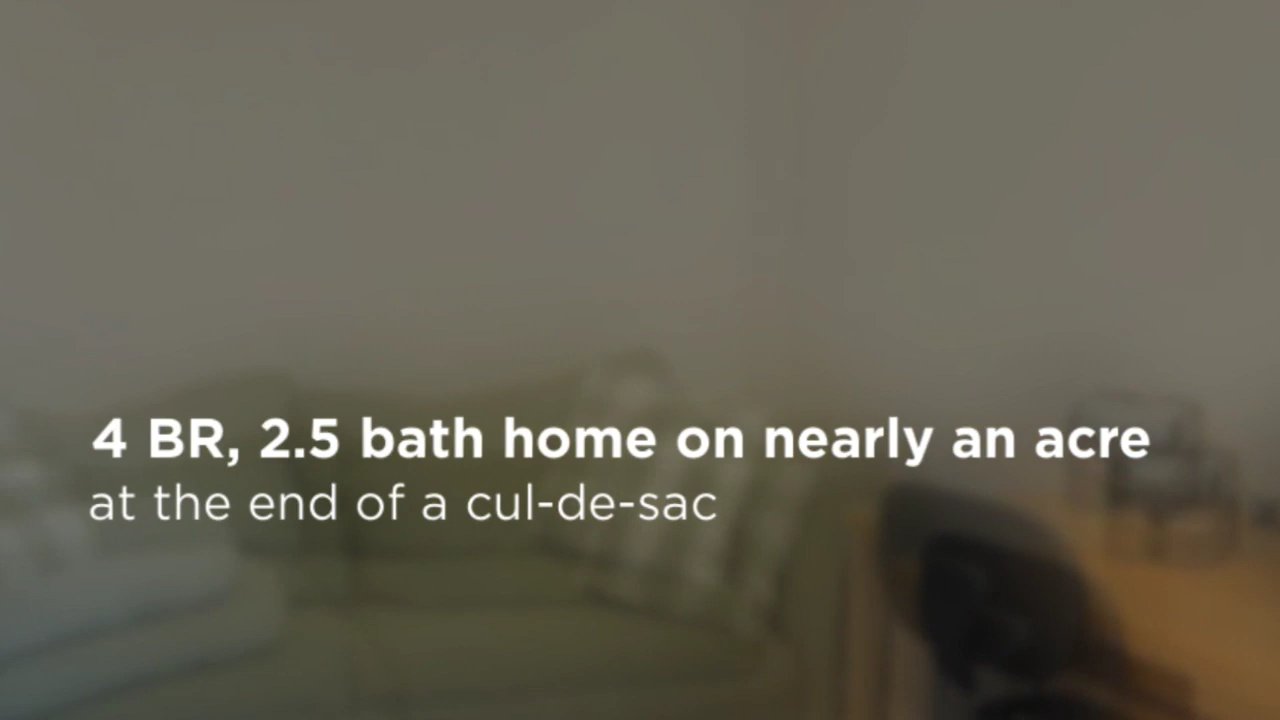 4 BR, 2.5 bath home on nearly an acre
at the end of a cul-de-sac